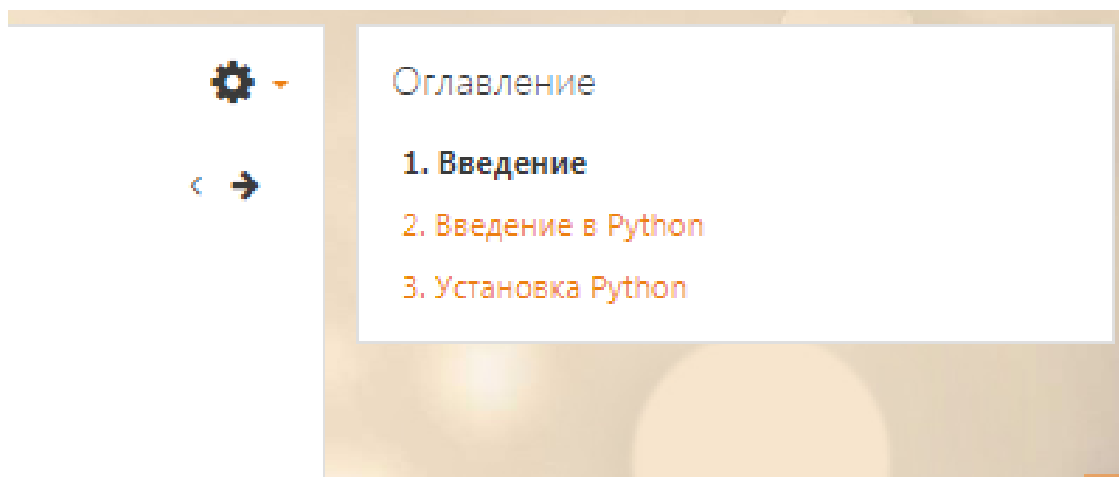 Оглавление
1. Введение
2. Введение в Python
3. Установка Python